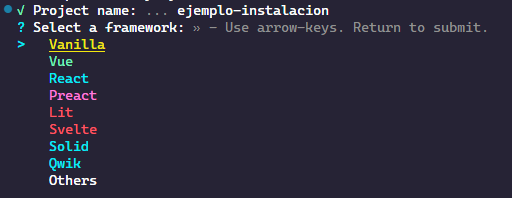 √ Project name: ... ejemplo-instalacion
? Select a framework: » - Use arrow-keys. Return to submit.
> Vanilla
Vue
React
Preact
Lit
Svelte
Solid
Qwik
Others